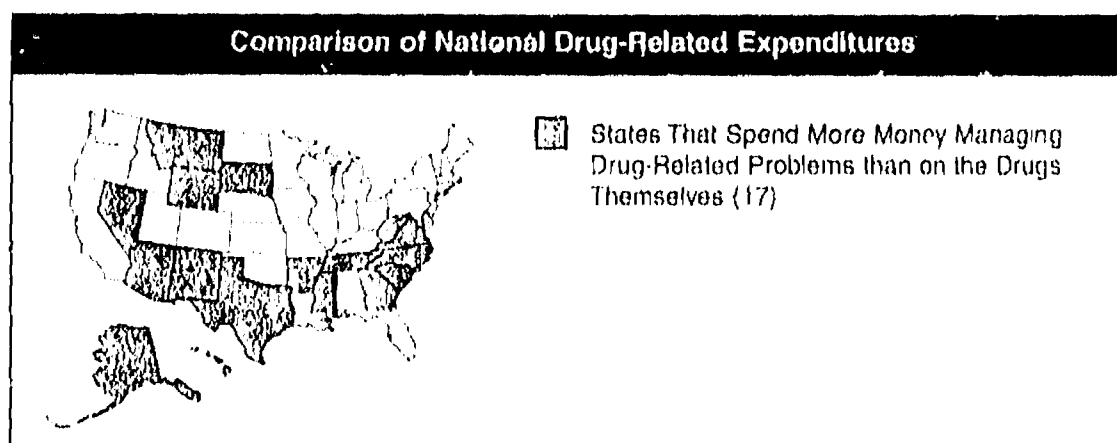 Comparison of National Drug-Related Expenditures
States That Spend More Money Managing
Drug-Related Problems than on the Drugs
Themselves (17)